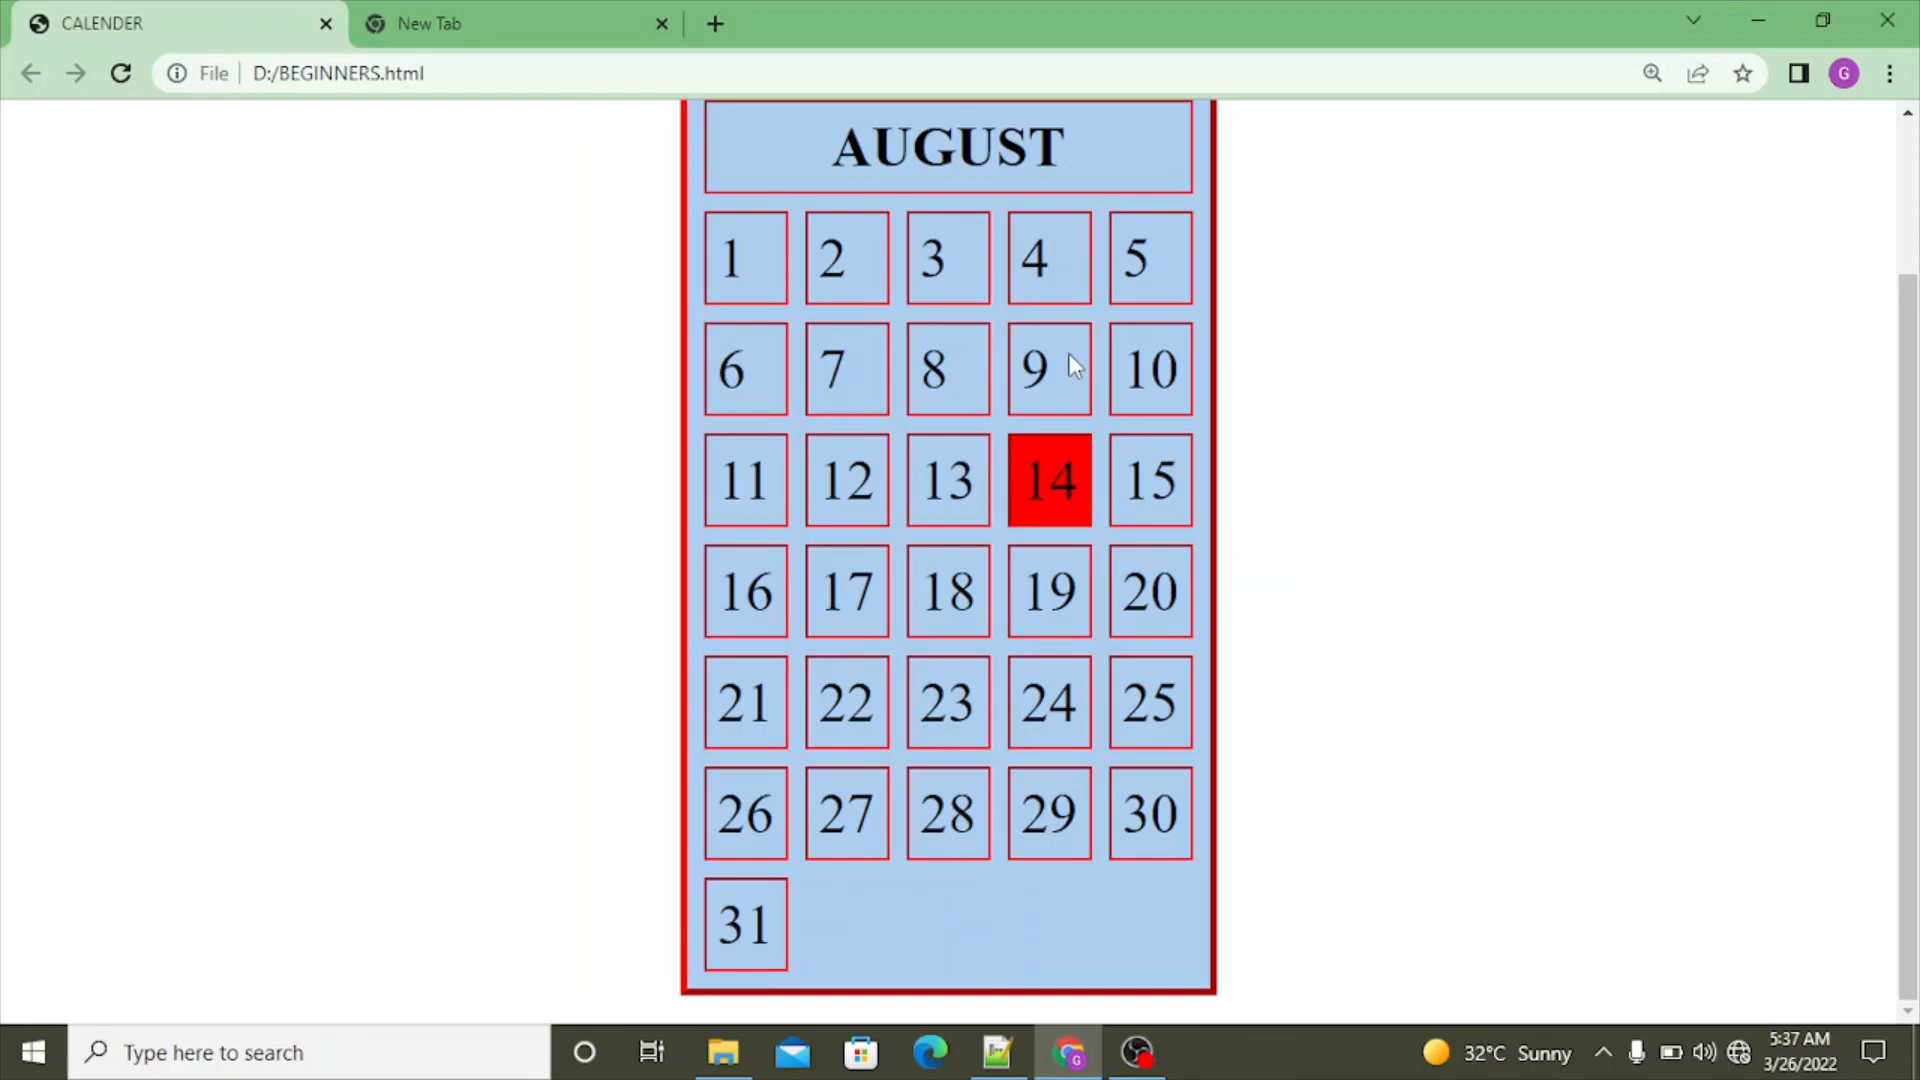 CALENDER
New Tab
File D:/BEGINNERS.html
G
AUGUST
1 2 3 4 5
6 7 8 9 10
11 12 13 14 15
16 17 18 19 20
21 22 23 24 25
26 27 28 29 30
31
Type here to search
G
32°C Sunny
5:37 AM
3/26/2022